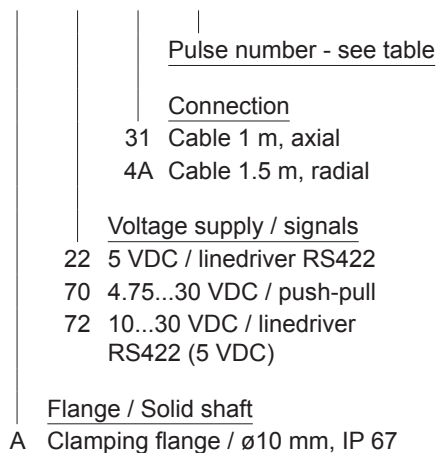 Pulse number - see table
Connection
31 Cable 1 m, axial
4A Cable 1.5 m, radial
Voltage supply / signals
22 5 VDC / linedriver RS422
70 4.75...30 VDC / push-pull
72 10...30 VDC / linedriver
RS422 (5 VDC)
Flange / Solid shaft
A Clamping flange / ø10 mm, IP 67